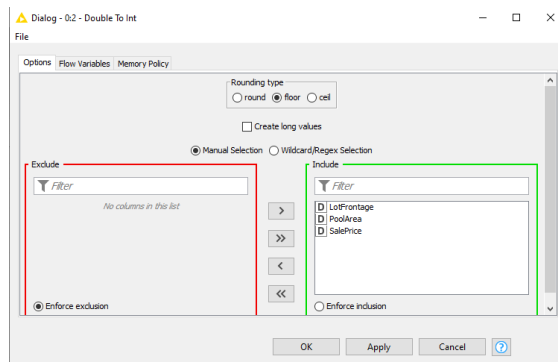 Dialog - 0:2 - Double To Int
File
Options Flow Variables Memory Policy
Rounding type
round floor ceil
Create long values
Manual Selection Wildcard/Regex Selection
Exclude
Include
Filter
Filter
No columns in this list
D LotFrontage
D PoolArea
D SalePrice
>
>>
<
<<
Enforce exclusion
Enforce inclusion
OK Apply Cancel ?